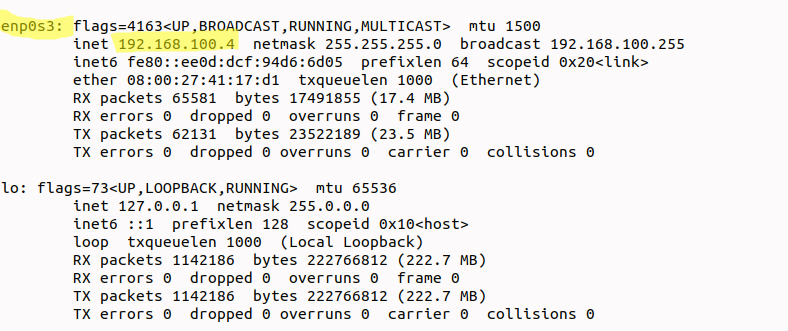 enp0s3: flags=4163<UP,BROADCAST,RUNNING,MULTICAST>  mtu 1500
        inet 192.168.100.4  netmask 255.255.255.0  broadcast 192.168.100.255
        inet6 fe80::ee0d:dcf:94d6:6d05  prefixlen 64  scopeid 0x20<link>
        ether 08:00:27:41:17:d1  txqueuelen 1000  (Ethernet)
        RX packets 65581  bytes 17491855 (17.4 MB)
        RX errors 0  dropped 0  overruns 0  frame 0
        TX packets 62131  bytes 23522189 (23.5 MB)
        TX errors 0  dropped 0 overruns 0  carrier 0  collisions 0

lo: flags=73<UP,LOOPBACK,RUNNING>  mtu 65536
        inet 127.0.0.1  netmask 255.0.0.0
        inet6 ::1  prefixlen 128  scopeid 0x10<host>
        loop  txqueuelen 1000  (Local Loopback)
        RX packets 1142186  bytes 222766812 (222.7 MB)
        RX errors 0  dropped 0  overruns 0  frame 0
        TX packets 1142186  bytes 222766812 (222.7 MB)
        TX errors 0  dropped 0 overruns 0  carrier 0  collisions 0